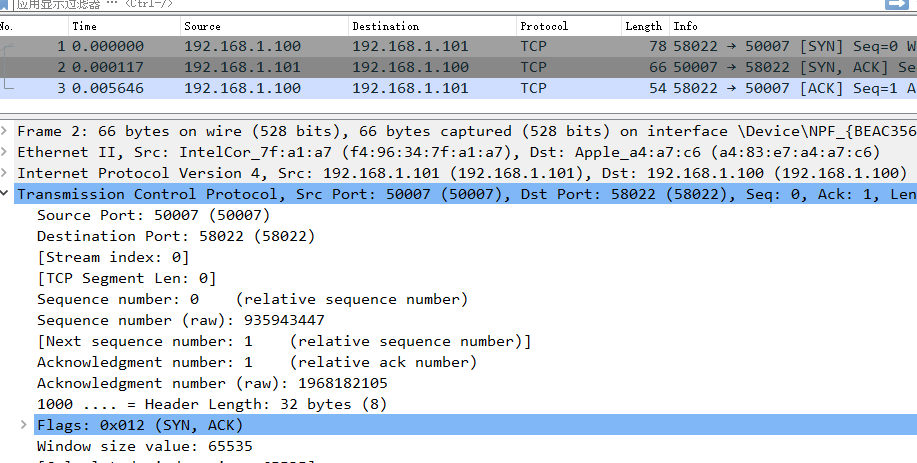 应用显示过滤器 … <Ctrl-/>
No. Time Source Destination Protocol Length Info
1 0.000000 192.168.1.100 192.168.1.101 TCP 78 58022 → 50007 [SYN] Seq=0 W
2 0.000117 192.168.1.101 192.168.1.100 TCP 66 50007 → 58022 [SYN, ACK] Se
3 0.005646 192.168.1.100 192.168.1.101 TCP 54 58022 → 50007 [ACK] Seq=1 A
Frame 2: 66 bytes on wire (528 bits), 66 bytes captured (528 bits) on interface \Device\NPF_{BEAC356
Ethernet II, Src: IntelCor_7f:a1:a7 (f4:96:34:7f:a1:a7), Dst: Apple_a4:a7:c6 (a4:83:e7:a4:a7:c6)
Internet Protocol Version 4, Src: 192.168.1.101 (192.168.1.101), Dst: 192.168.1.100 (192.168.1.100)
Transmission Control Protocol, Src Port: 50007 (50007), Dst Port: 58022 (58022), Seq: 0, Ack: 1, Len
Source Port: 50007 (50007)
Destination Port: 58022 (58022)
[Stream index: 0]
[TCP Segment Len: 0]
Sequence number: 0 (relative sequence number)
Sequence number (raw): 935943447
[Next sequence number: 1 (relative sequence number)]
Acknowledgment number: 1 (relative ack number)
Acknowledgment number (raw): 1968182105
1000 .... = Header Length: 32 bytes (8)
Flags: 0x012 (SYN, ACK)
Window size value: 65535